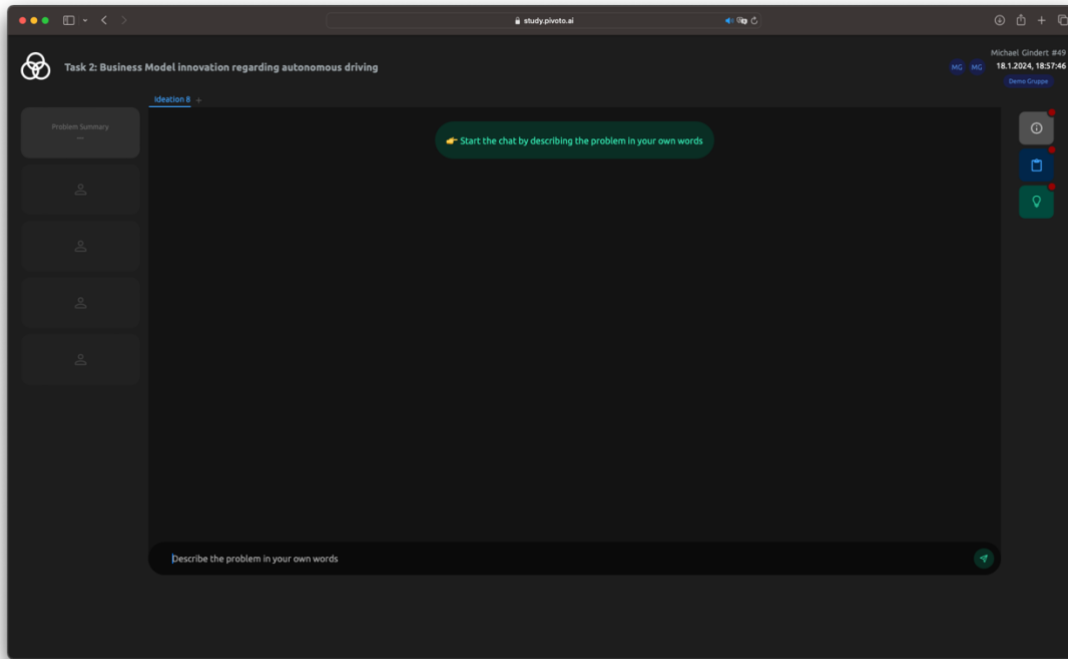 study.pivoto.ai
Michael Gindert #49
Task 2: Business Model innovation regarding autonomous driving
MG MG
18.1.2024, 18:57:46
Demo Gruppe
Ideation 8 +
Problem Summary
---
👉 Start the chat by describing the problem in your own words
Describe the problem in your own words